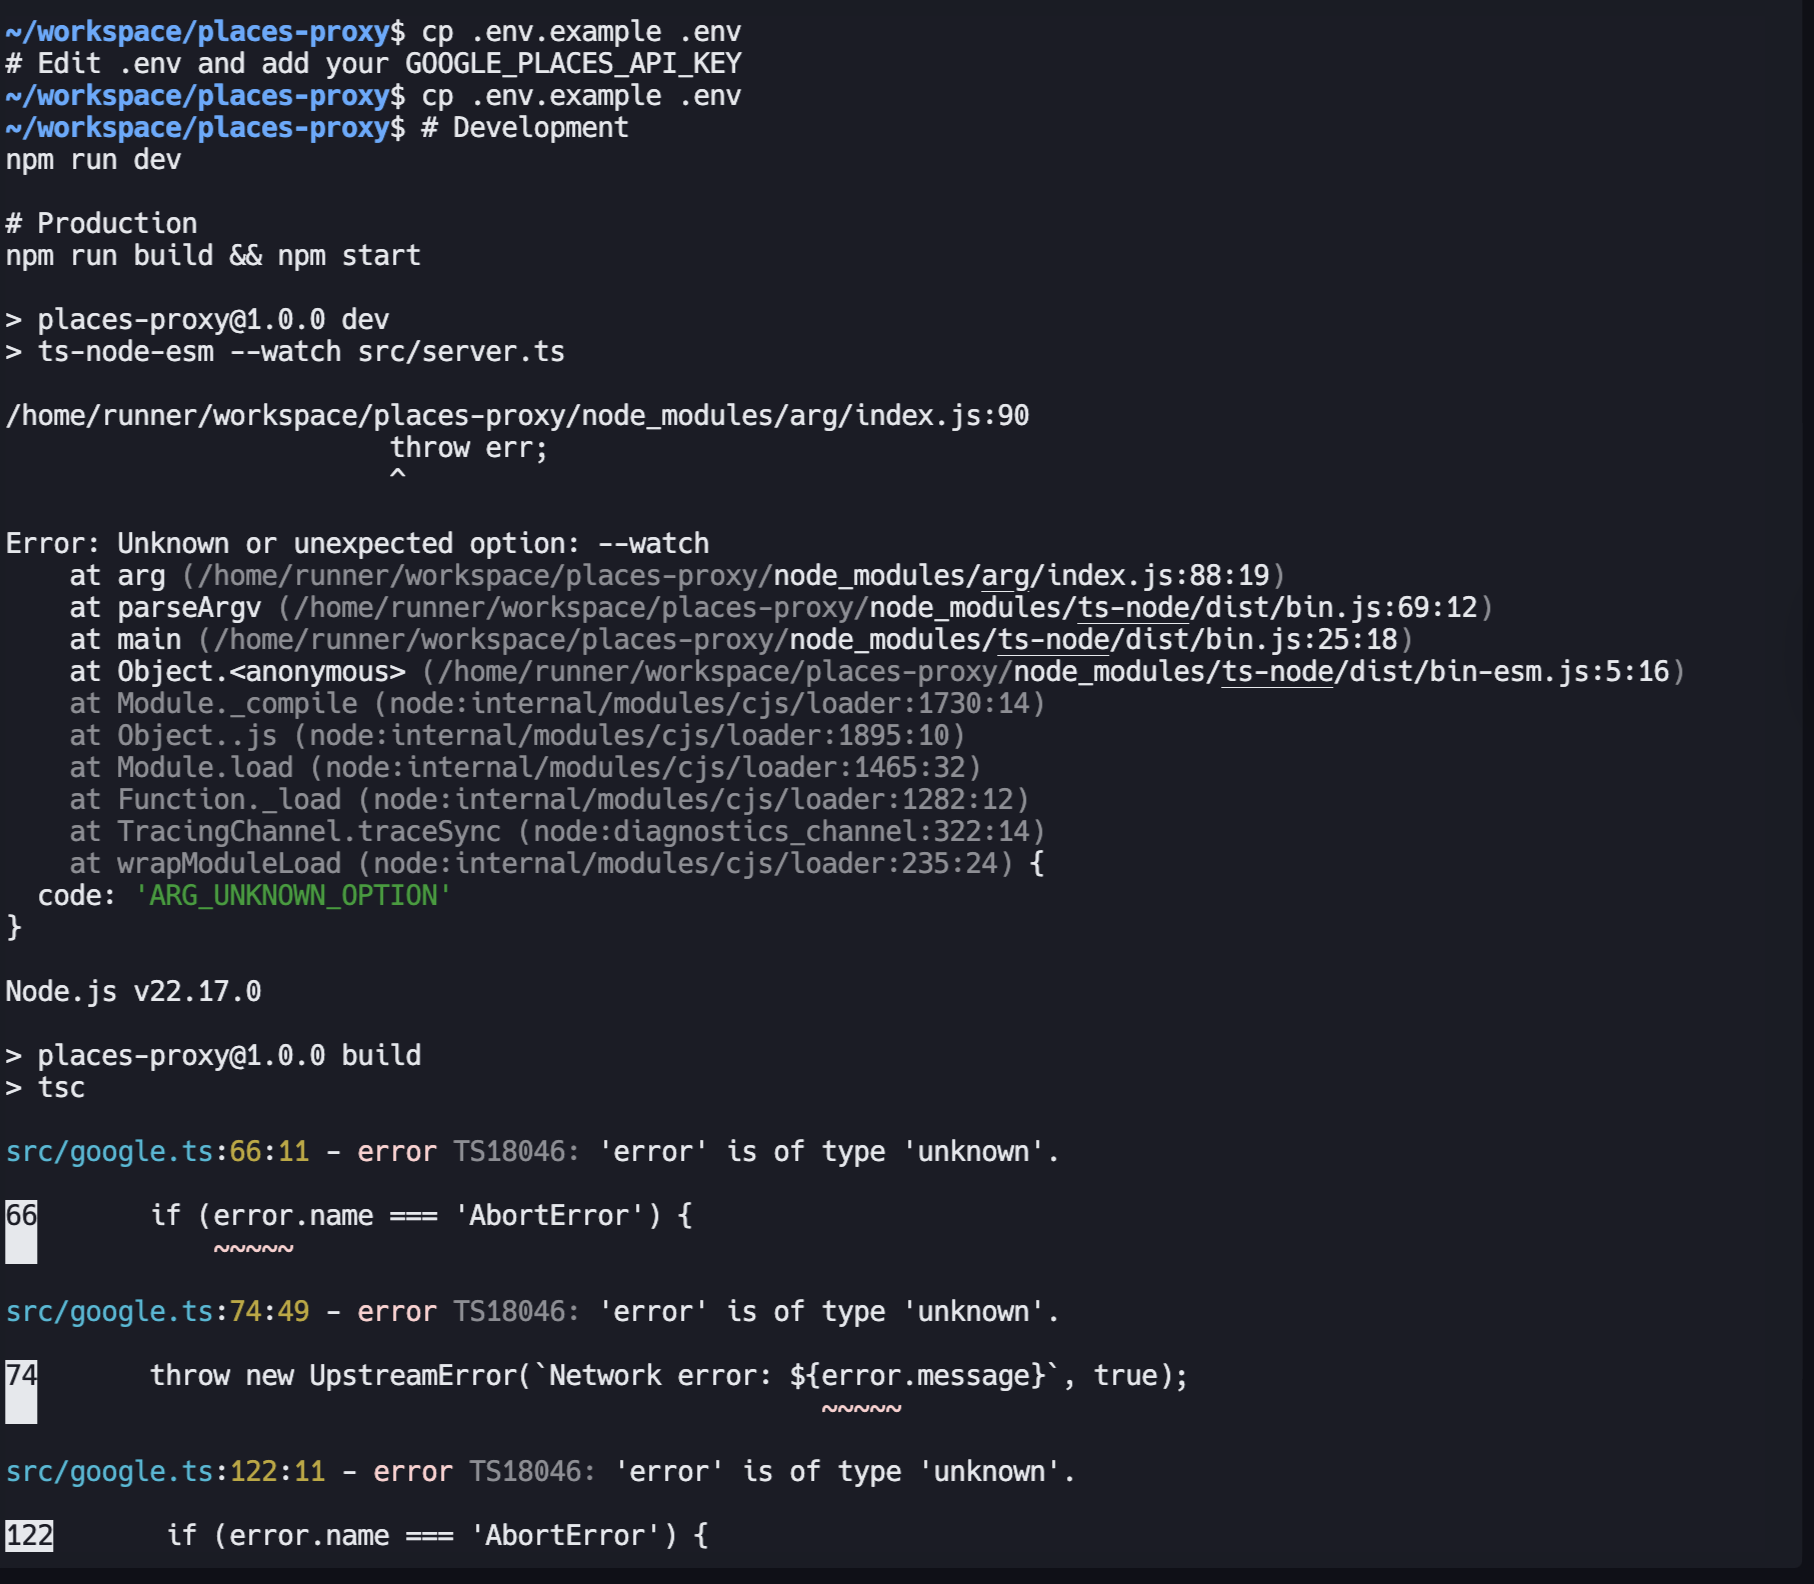 ~/workspace/places-proxy$ cp .env.example .env
# Edit .env and add your GOOGLE_PLACES_API_KEY
~/workspace/places-proxy$ cp .env.example .env
~/workspace/places-proxy$ # Development
npm run dev

# Production
npm run build && npm start

> places-proxy@1.0.0 dev
> ts-node-esm --watch src/server.ts

/home/runner/workspace/places-proxy/node_modules/arg/index.js:90
                        throw err;
                        ^

Error: Unknown or unexpected option: --watch
    at arg (/home/runner/workspace/places-proxy/node_modules/arg/index.js:88:19)
    at parseArgv (/home/runner/workspace/places-proxy/node_modules/ts-node/dist/bin.js:69:12)
    at main (/home/runner/workspace/places-proxy/node_modules/ts-node/dist/bin.js:25:18)
    at Object.<anonymous> (/home/runner/workspace/places-proxy/node_modules/ts-node/dist/bin-esm.js:5:16)
    at Module._compile (node:internal/modules/cjs/loader:1730:14)
    at Object..js (node:internal/modules/cjs/loader:1895:10)
    at Module.load (node:internal/modules/cjs/loader:1465:32)
    at Function._load (node:internal/modules/cjs/loader:1282:12)
    at TracingChannel.traceSync (node:diagnostics_channel:322:14)
    at wrapModuleLoad (node:internal/modules/cjs/loader:235:24) {
  code: 'ARG_UNKNOWN_OPTION'
}

Node.js v22.17.0

> places-proxy@1.0.0 build
> tsc

src/google.ts:66:11 - error TS18046: 'error' is of type 'unknown'.

66       if (error.name === 'AbortError') {
             ~~~~~

src/google.ts:74:49 - error TS18046: 'error' is of type 'unknown'.

74       throw new UpstreamError(`Network error: ${error.message}`, true);
                                                   ~~~~~

src/google.ts:122:11 - error TS18046: 'error' is of type 'unknown'.

122       if (error.name === 'AbortError') {